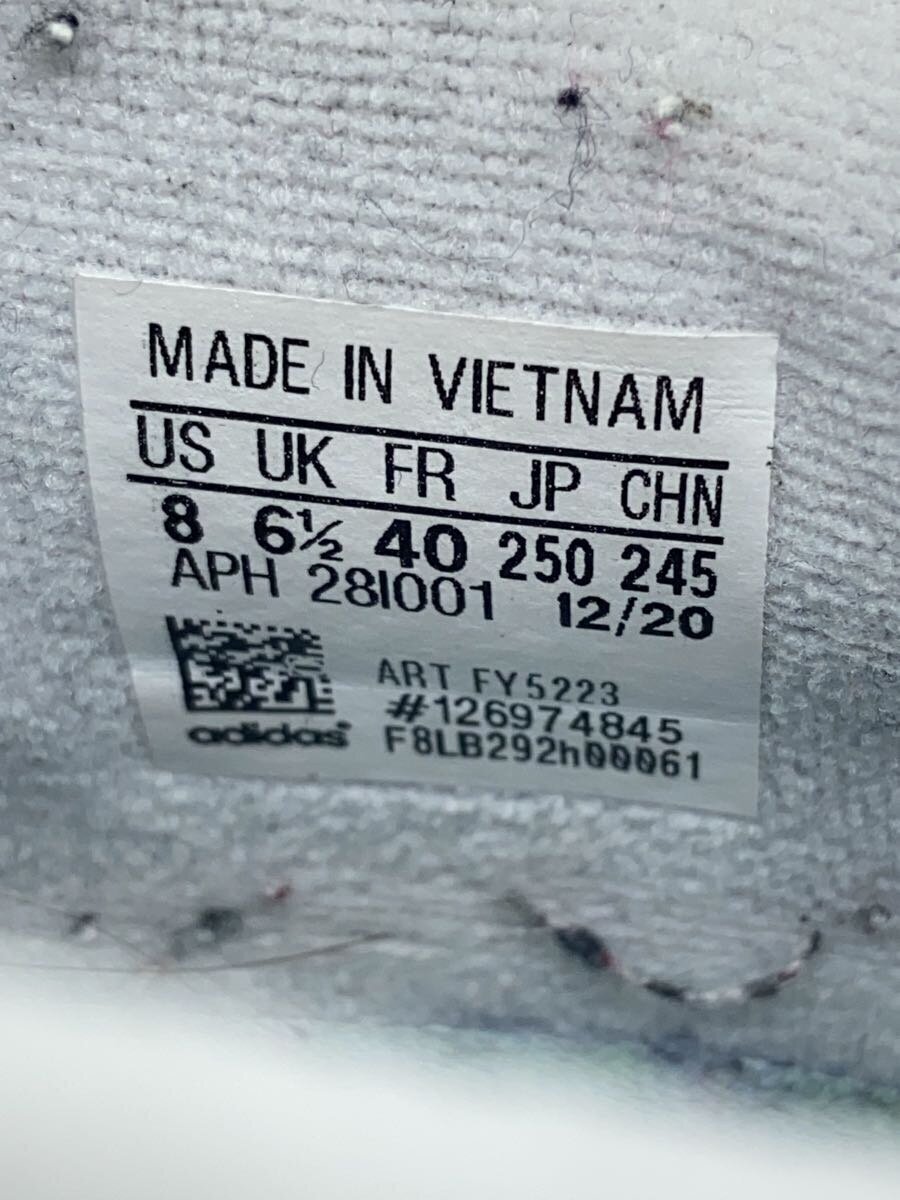 MADE IN VIETNAM
US UK FR JP CHN
8 6½ 40 250 245
APH 28I001 12/20
ART FY5223
#126974845
adidas® F8LB292h00061